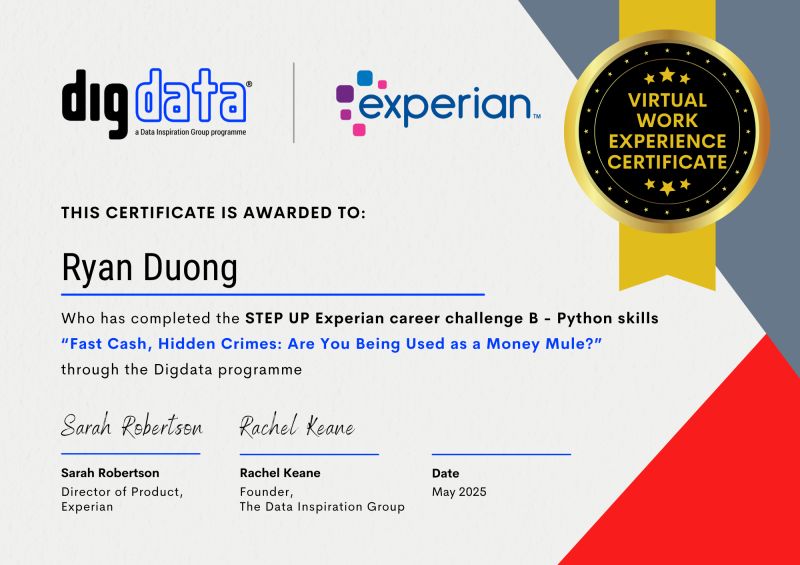 digdata®
a Data Inspiration Group programme
experian™
VIRTUAL
WORK
EXPERIENCE
CERTIFICATE
THIS CERTIFICATE IS AWARDED TO:
Ryan Duong
Who has completed the STEP UP Experian career challenge B - Python skills
“Fast Cash, Hidden Crimes: Are You Being Used as a Money Mule?”
through the Digdata programme
Sarah Robertson
Rachel Keane
Sarah Robertson
Director of Product,
Experian
Rachel Keane
Founder,
The Data Inspiration Group
Date
May 2025